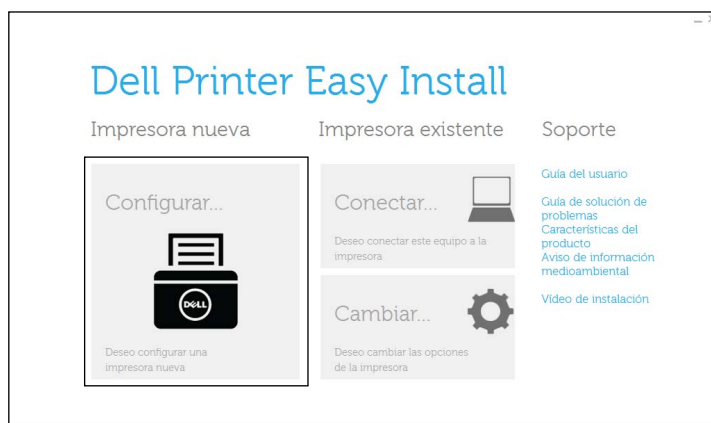 Dell Printer Easy Install
Impresora nueva
Configurar...
DELL
Deseo configurar una
impresora nueva
Impresora existente
Conectar...
Deseo conectar este equipo a la
impresora
Cambiar...
Deseo cambiar las opciones
de la impresora
Soporte
Guía del usuario
Guía de solución de
problemas
Características del
producto
Aviso de información
medioambiental
Vídeo de instalación